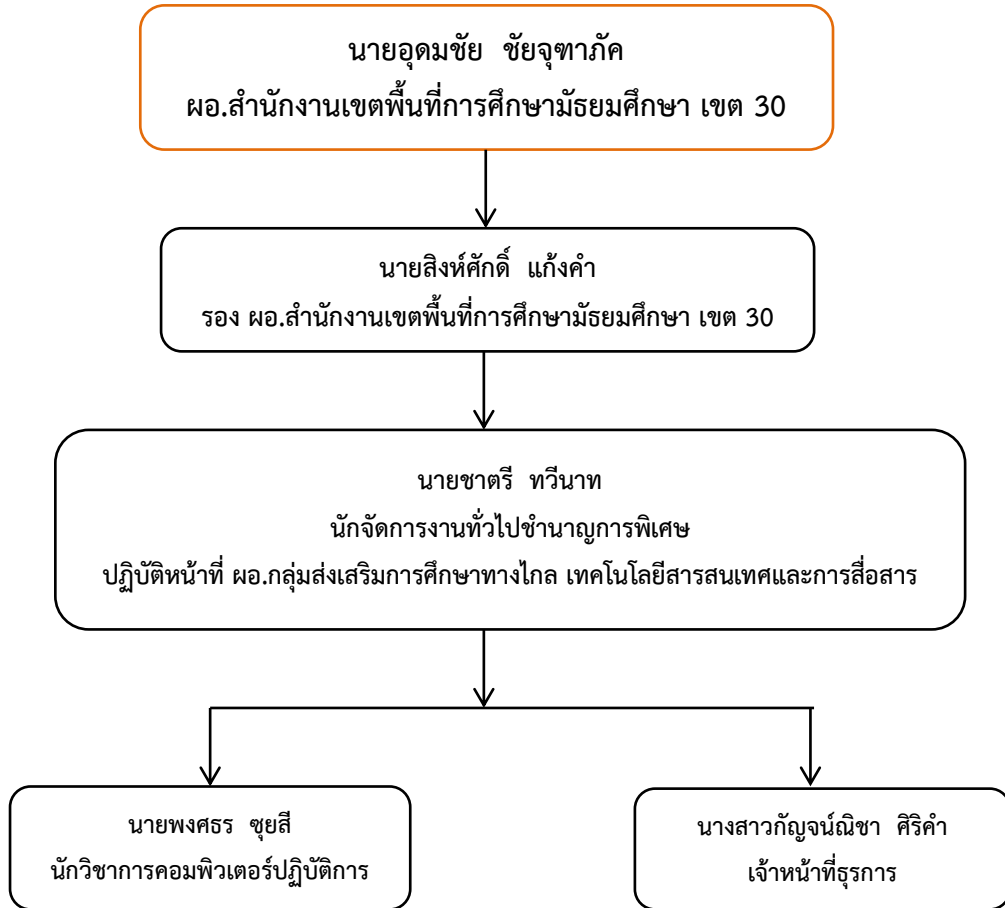 นายอุดมชัย ชัยจุฑาภัค
ผอ.สำนักงานเขตพื้นที่การศึกษามัธยมศึกษา เขต 30
นายสิงห์ศักดิ์ แก้งคำ
รอง ผอ.สำนักงานเขตพื้นที่การศึกษามัธยมศึกษา เขต 30
นายชาตรี ทวีนาท
นักจัดการงานทั่วไปชำนาญการพิเศษ
ปฏิบัติหน้าที่ ผอ.กลุ่มส่งเสริมการศึกษาทางไกล เทคโนโลยีสารสนเทศและการสื่อสาร
นายพงศธร ซุยสี
นักวิชาการคอมพิวเตอร์ปฏิบัติการ
นางสาวกัญจน์ณิชา ศิริคำ
เจ้าหน้าที่ธุรการ